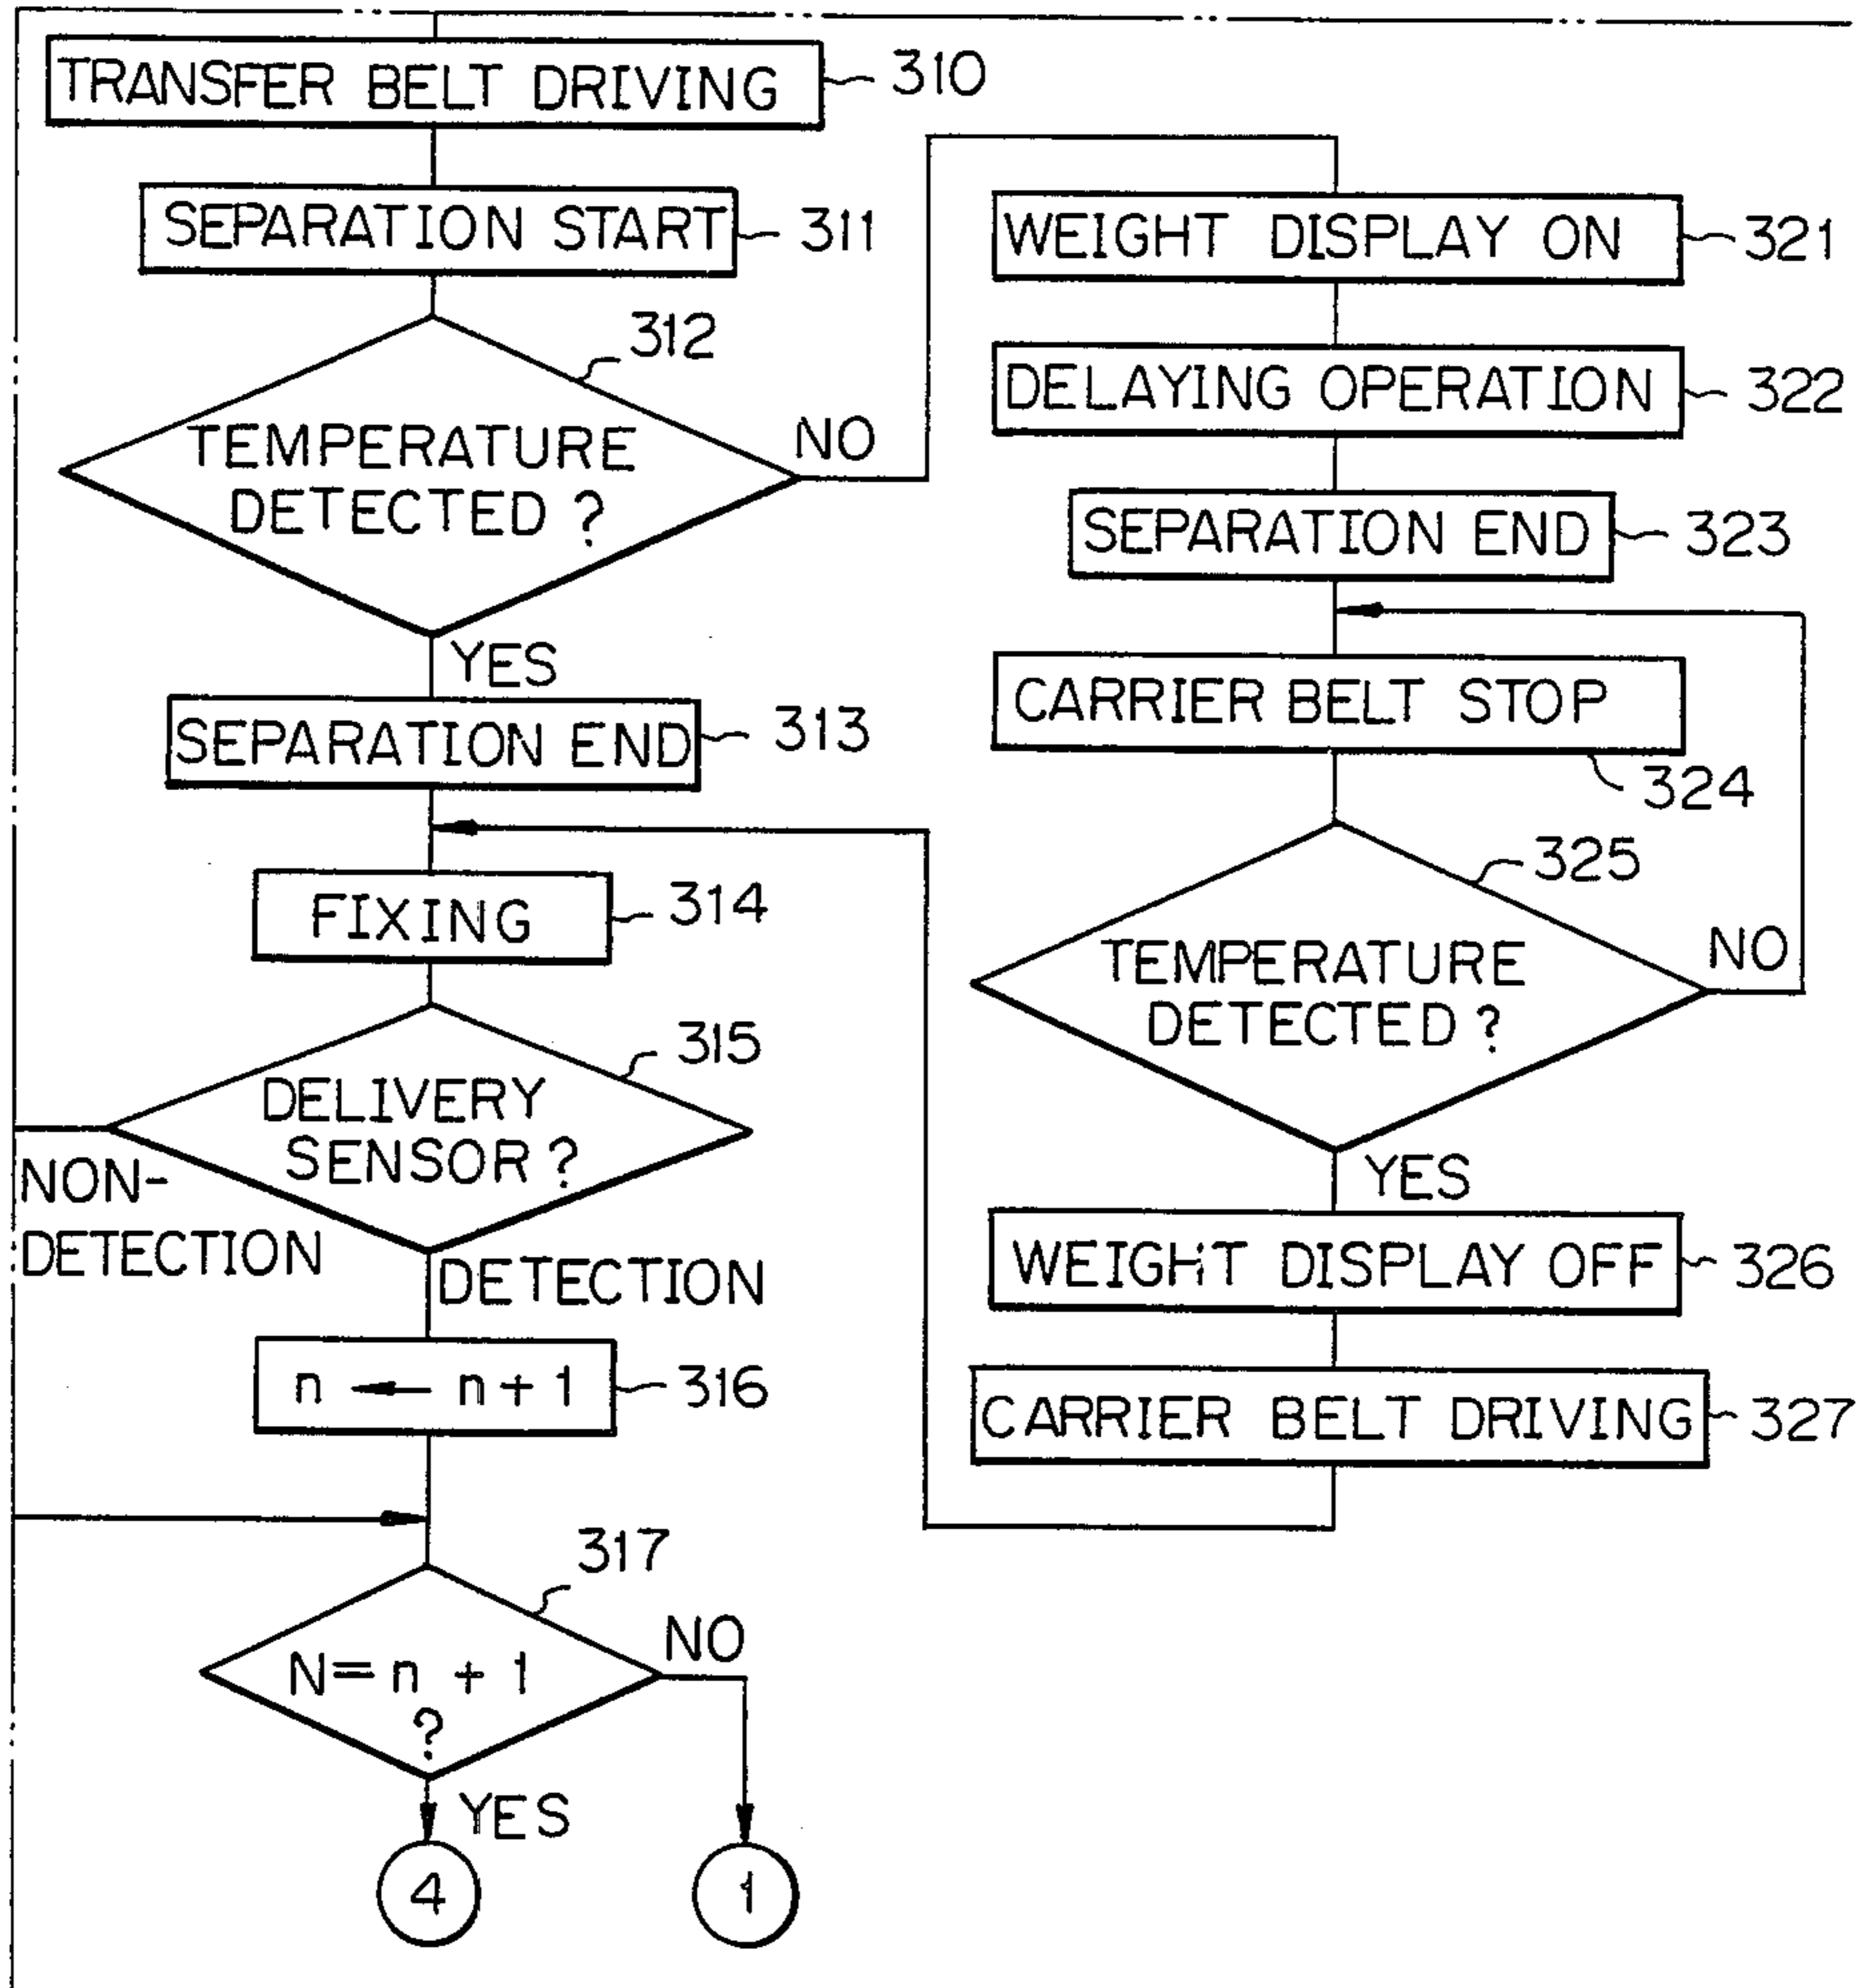 TRANSFER BELT DRIVING 310
SEPARATION START 311
312
TEMPERATURE
DETECTED ?
NO
YES
SEPARATION END 313
FIXING 314
315
DELIVERY
SENSOR ?
NON-
DETECTION
DETECTION
n ← n + 1 316
317
N = n + 1
?
NO
YES
4
1
WEIGHT DISPLAY ON 321
DELAYING OPERATION 322
SEPARATION END 323
CARRIER BELT STOP
324
325
TEMPERATURE
DETECTED ?
NO
YES
WEIGHT DISPLAY OFF 326
CARRIER BELT DRIVING 327